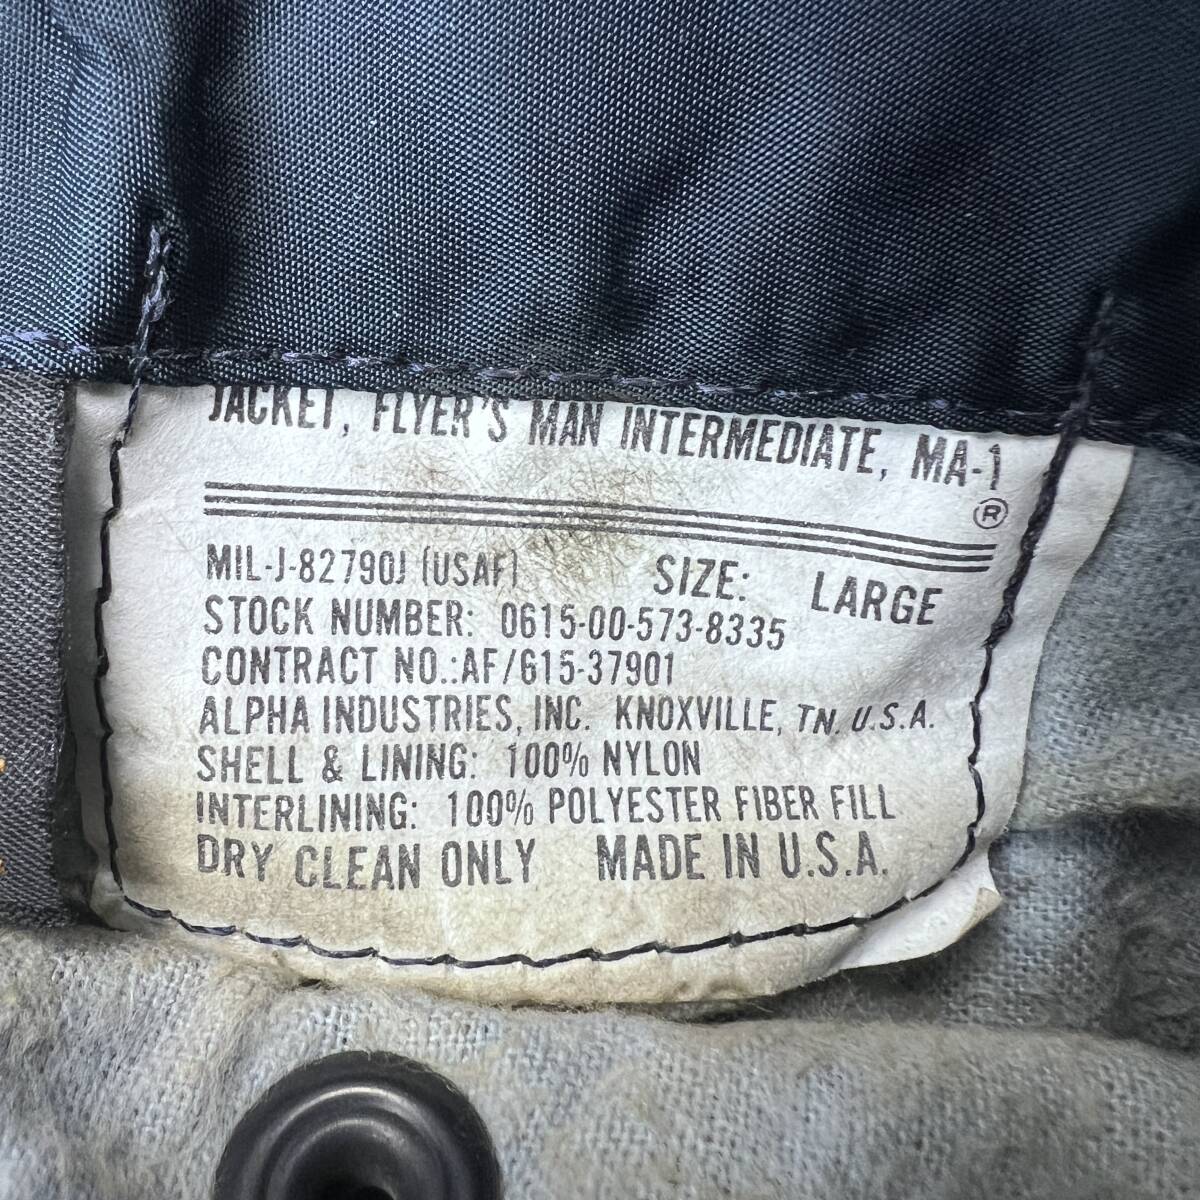 JACKET, FLYER'S MAN INTERMEDIATE, MA-1
®
MIL-J-82790J (USAF) SIZE: LARGE
STOCK NUMBER: 0615-00-573-8335
CONTRACT NO.:AF/615-37901
ALPHA INDUSTRIES, INC. KNOXVILLE, TN. U.S.A.
SHELL & LINING: 100% NYLON
INTERLINING: 100% POLYESTER FIBER FILL
DRY CLEAN ONLY MADE IN U.S.A.